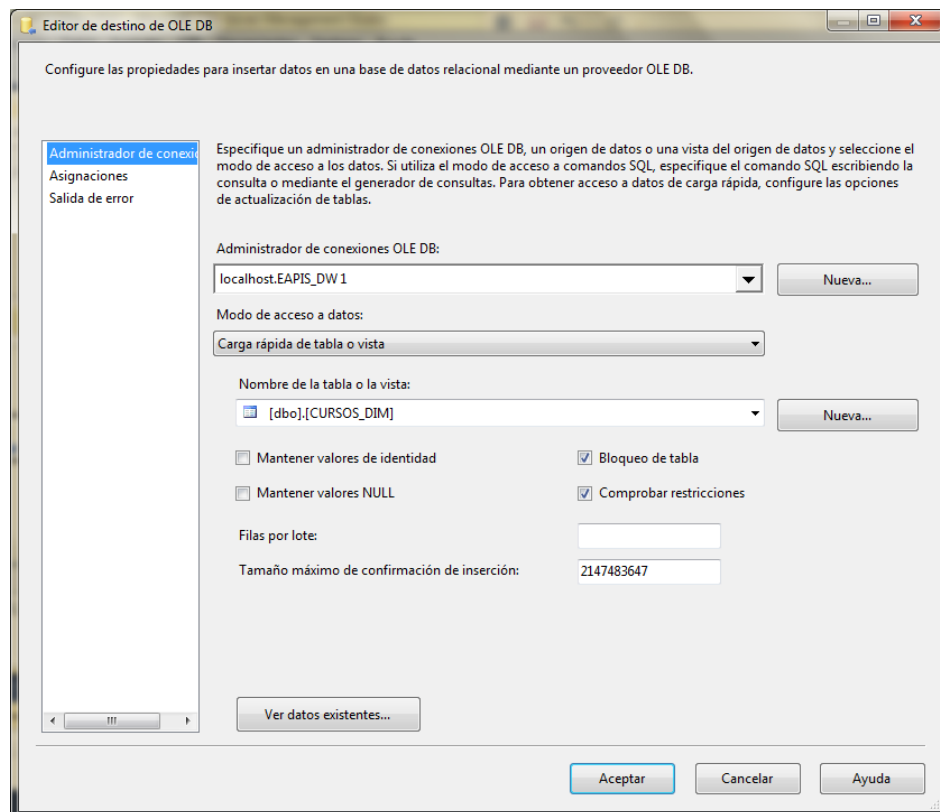 Editor de destino de OLE DB
Configure las propiedades para insertar datos en una base de datos relacional mediante un proveedor OLE DB.
Administrador de conexi
Asignaciones
Salida de error
Especifique un administrador de conexiones OLE DB, un origen de datos o una vista del origen de datos y seleccione el
modo de acceso a los datos. Si utiliza el modo de acceso a comandos SQL, especifique el comando SQL escribiendo la
consulta o mediante el generador de consultas. Para obtener acceso a datos de carga rápida, configure las opciones
de actualización de tablas.
Administrador de conexiones OLE DB:
localhost.EAPIS_DW 1
Nueva...
Modo de acceso a datos:
Carga rápida de tabla o vista
Nombre de la tabla o la vista:
[dbo].[CURSOS_DIM]
Nueva...
Mantener valores de identidad
Bloqueo de tabla
Mantener valores NULL
Comprobar restricciones
Filas por lote:
Tamaño máximo de confirmación de inserción:
2147483647
Ver datos existentes...
Aceptar
Cancelar
Ayuda